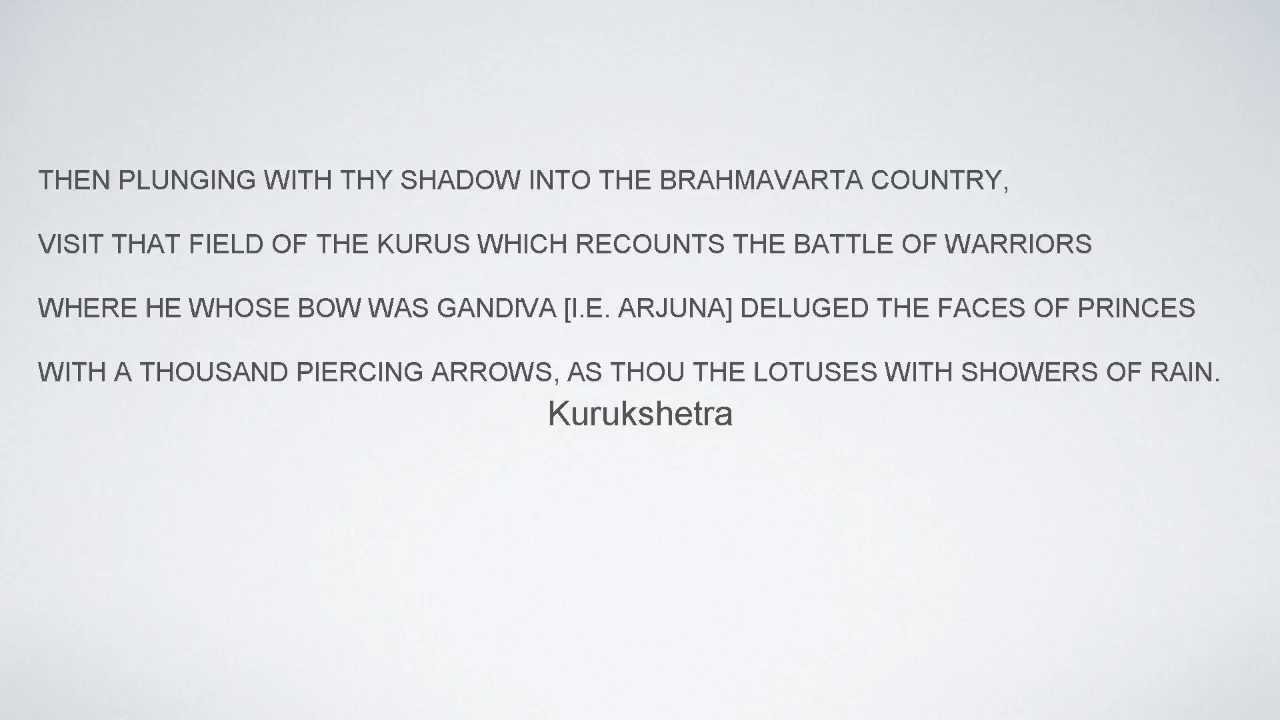 THEN PLUNGING WITH THY SHADOW INTO THE BRAHMAVARTA COUNTRY,
VISIT THAT FIELD OF THE KURUS WHICH RECOUNTS THE BATTLE OF WARRIORS
WHERE HE WHOSE BOW WAS GANDIVA [I.E. ARJUNA] DELUGED THE FACES OF PRINCES
WITH A THOUSAND PIERCING ARROWS, AS THOU THE LOTUSES WITH SHOWERS OF RAIN.
Kurukshetra